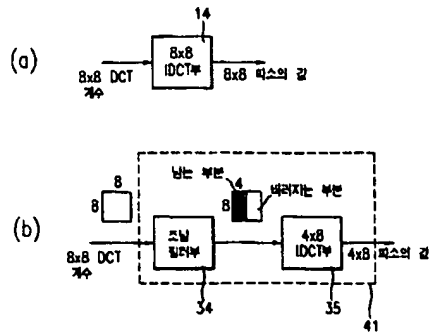 (a)
14
8x8
IDCT부
8x8 DCT
계수
8x8 픽스의 값
(b)
8
8
남는 부분
4
8
버려지는 부분
8x8 DCT
계수
조닝
필터부
34
4x8
IDCT부
35
4x8 픽스의 값
41